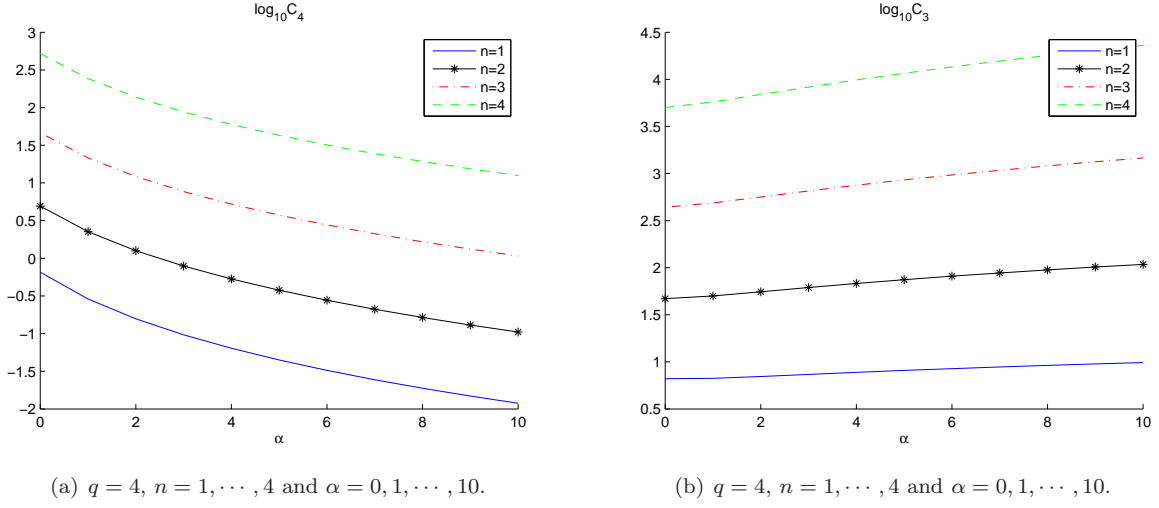 log₁₀C₄
3
2.5
2
1.5
1
0.5
0
−0.5
−1
−1.5
−2
0 2 4 6 8 10
α
n=1
n=2
n=3
n=4
(a) q = 4, n = 1, ⋯ , 4 and α = 0, 1, ⋯ , 10.
log₁₀C₃
4.5
4
3.5
3
2.5
2
1.5
1
0.5
0 2 4 6 8 10
α
n=1
n=2
n=3
n=4
(b) q = 4, n = 1, ⋯ , 4 and α = 0, 1, ⋯ , 10.